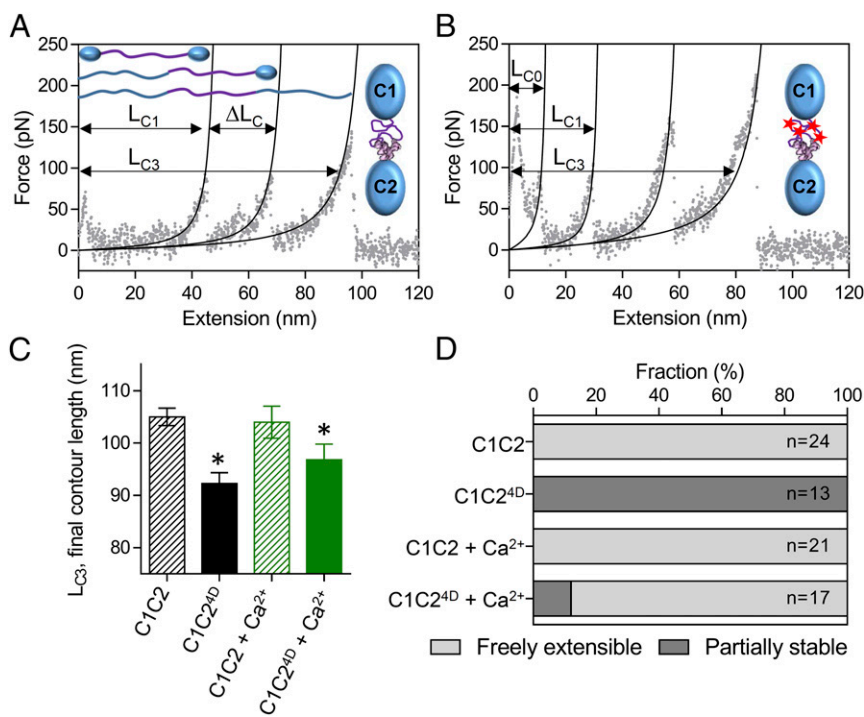 A
Force (pN)
250
200
150
100
50
0
L_C1
ΔL_C
L_C3
C1
C2
0 20 40 60 80 100 120
Extension (nm)
B
Force (pN)
250
200
150
100
50
0
L_C0
L_C1
L_C3
C1
C2
0 20 40 60 80 100 120
Extension (nm)
C
L_C3, final contour length (nm)
110
100
90
80
*
*
C1C2
C1C2^4D
C1C2 + Ca^2+
C1C2^4D + Ca^2+
D
Fraction (%)
0 20 40 60 80 100
C1C2 n=24
C1C2^4D n=13
C1C2 + Ca^2+ n=21
C1C2^4D + Ca^2+ n=17
Freely extensible Partially stable